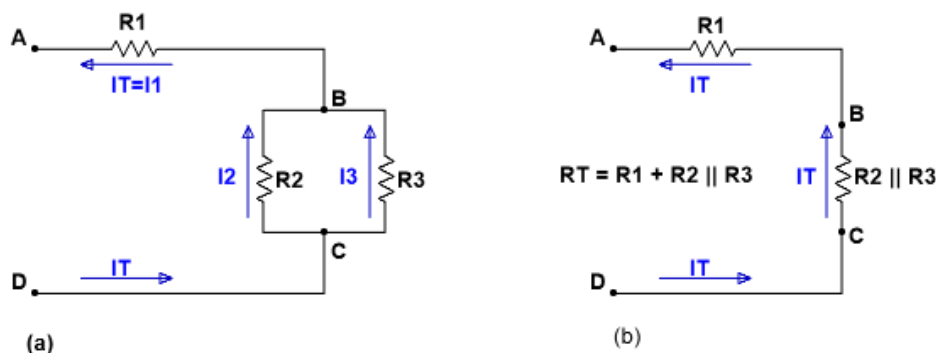 R1
A
IT=I1
B
I2
R2
I3
R3
C
D
IT
(a)
R1
A
IT
B
RT = R1 + R2 || R3
IT
R2 || R3
C
D
IT
(b)